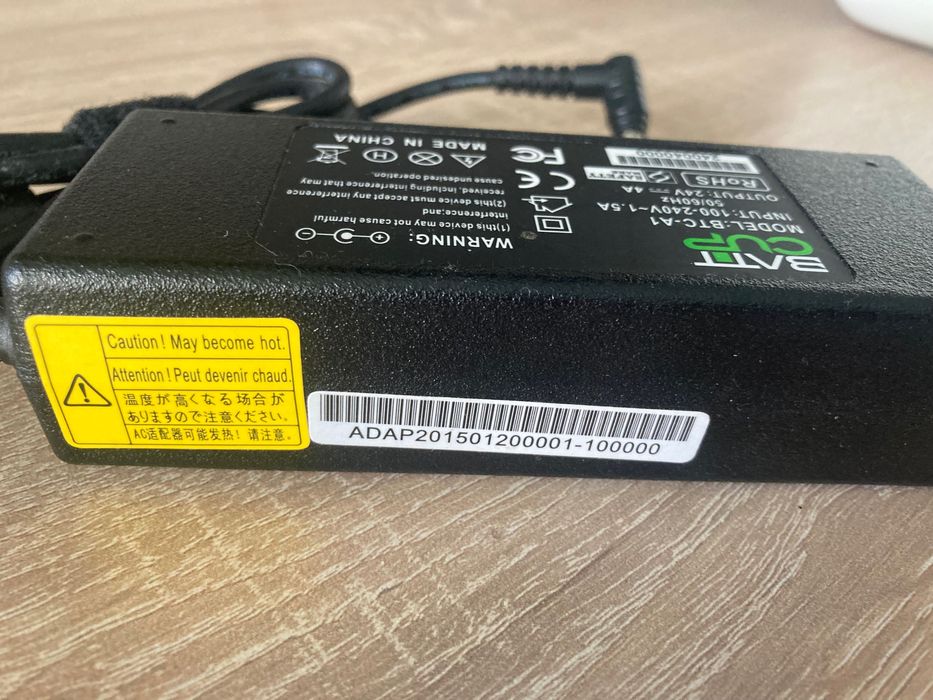 BATT
CUP
MODEL:BTC-A1
INPUT: 100-240V~1.5A
50/60Hz
OUTPUT: 24V ⎓ 4A
RoHS
SAFETY
240040000
CE
FC
WARNING:
(1)this device may not cause harmful
interference;and
(2)this device must accept any interference
received, including interference that may
cause undesired operation.
MADE IN CHINA
Caution! May become hot.
Attention! Peut devenir chaud.
温度が高くなる場合が
ありますので注意ください。
AC适配器可能发热! 请 注意.
ADAP201501200001-100000